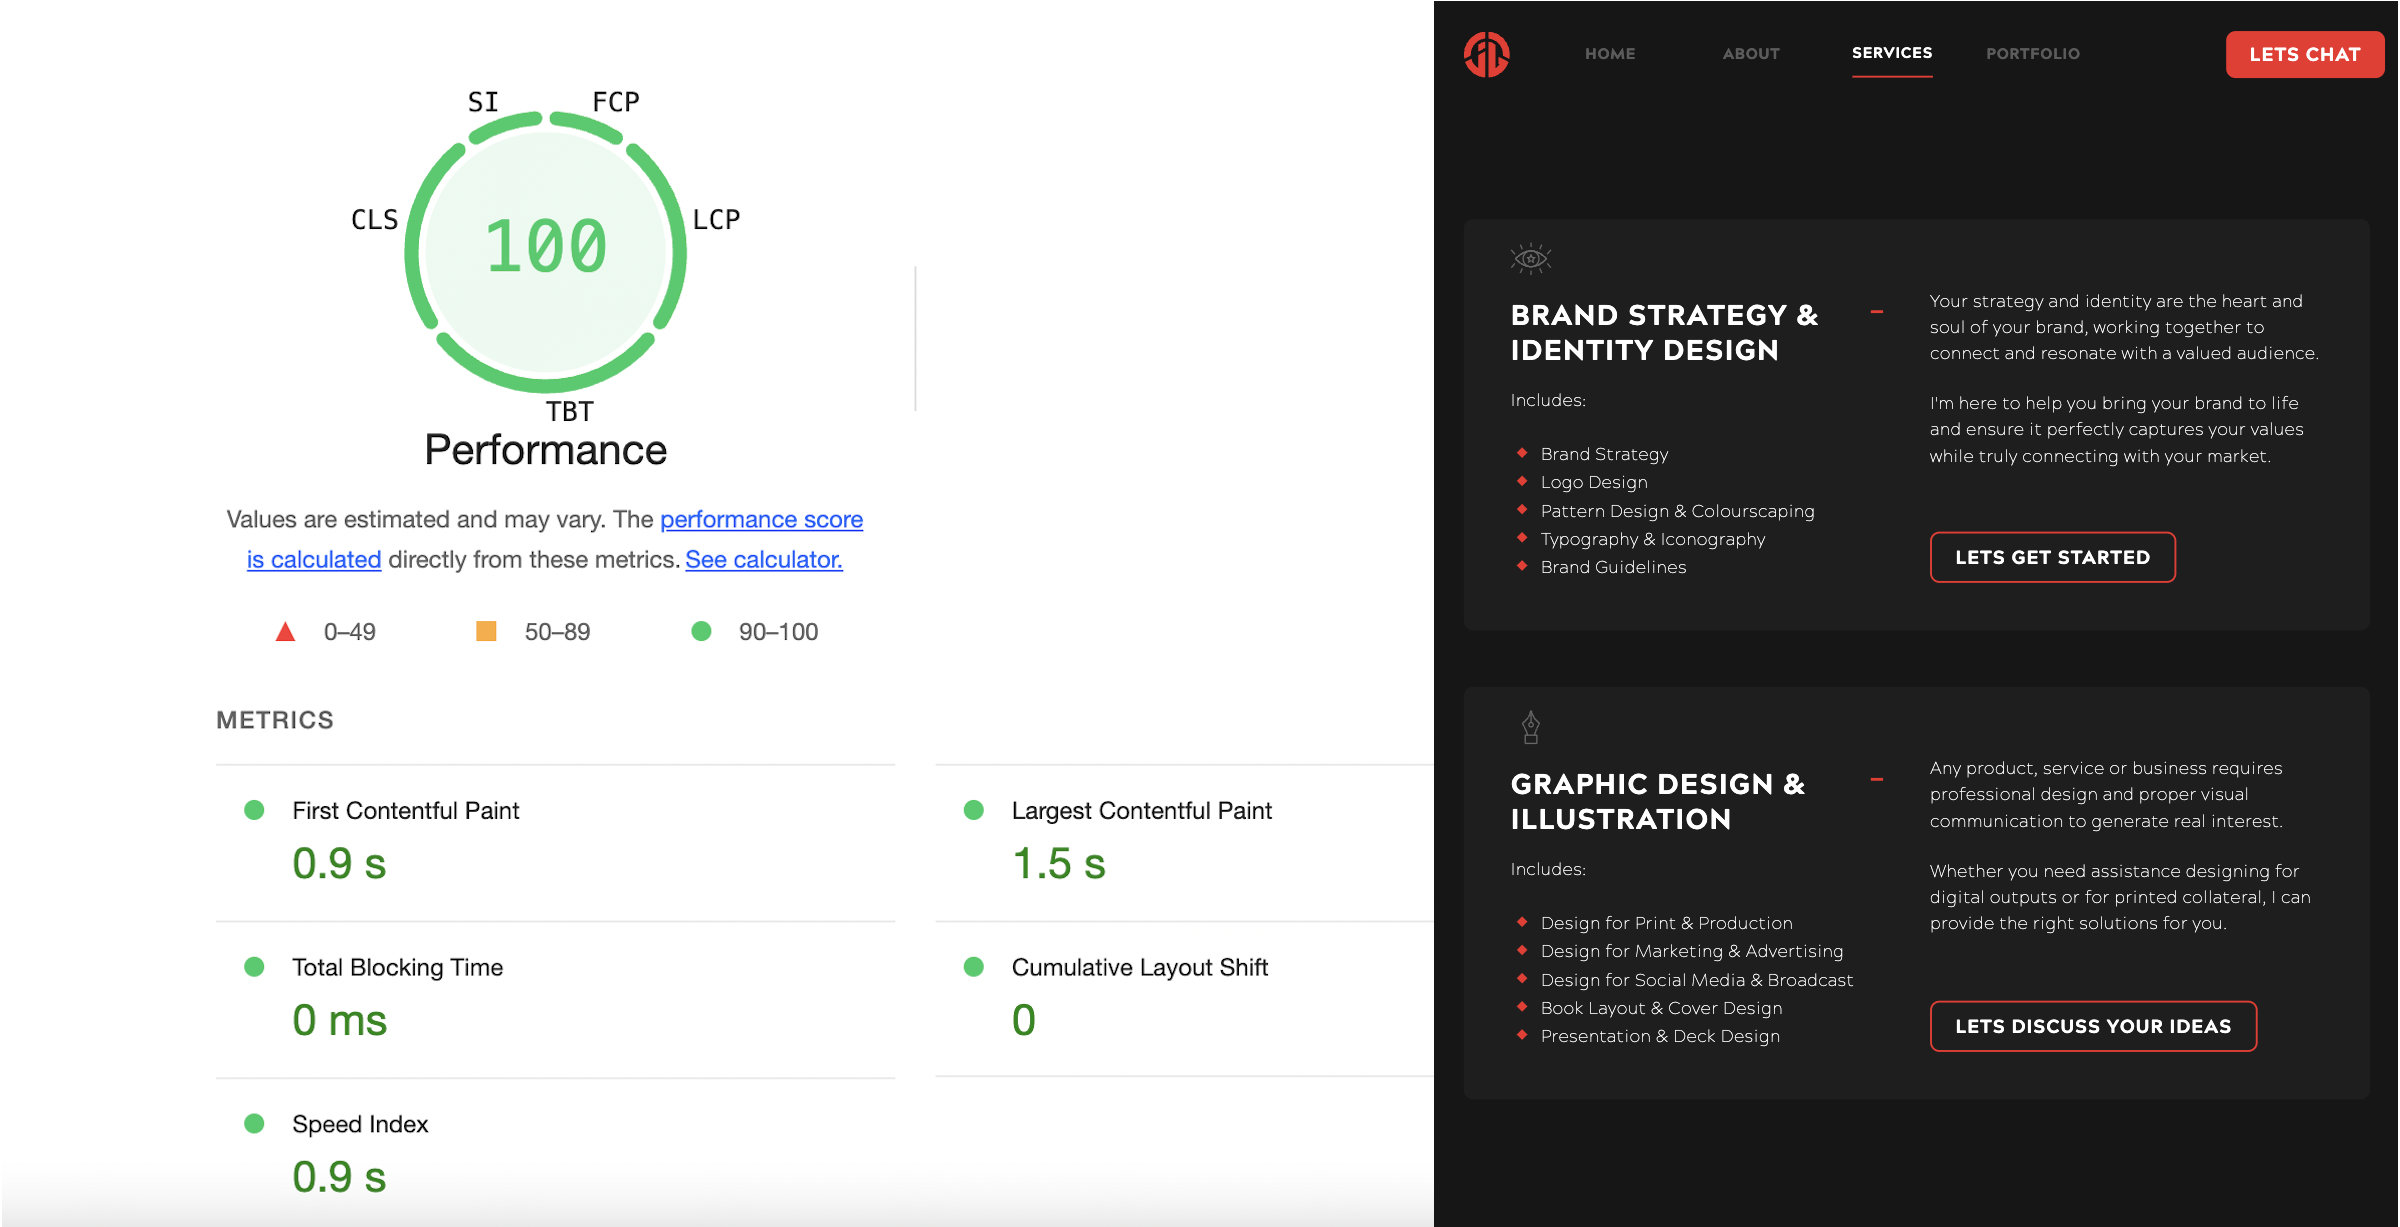 SI
FCP
CLS
LCP
100
TBT
Performance
Values are estimated and may vary. The performance score
is calculated directly from these metrics. See calculator.
0–49
50–89
90–100
METRICS
First Contentful Paint
0.9 s
Largest Contentful Paint
1.5 s
Total Blocking Time
0 ms
Cumulative Layout Shift
0
Speed Index
0.9 s
HOME
ABOUT
SERVICES
PORTFOLIO
LETS CHAT
BRAND STRATEGY &
IDENTITY DESIGN
Includes:
Brand Strategy
Logo Design
Pattern Design & Colourscaping
Typography & Iconography
Brand Guidelines
Your strategy and identity are the heart and
soul of your brand, working together to
connect and resonate with a valued audience.
I'm here to help you bring your brand to life
and ensure it perfectly captures your values
while truly connecting with your market.
LETS GET STARTED
GRAPHIC DESIGN &
ILLUSTRATION
Includes:
Design for Print & Production
Design for Marketing & Advertising
Design for Social Media & Broadcast
Book Layout & Cover Design
Presentation & Deck Design
Any product, service or business requires
professional design and proper visual
communication to generate real interest.
Whether you need assistance designing for
digital outputs or for printed collateral, I can
provide the right solutions for you.
LETS DISCUSS YOUR IDEAS